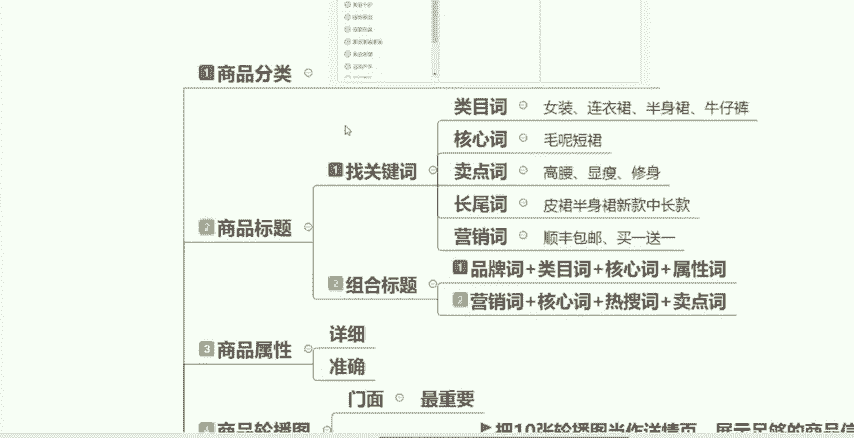 1 商品分类
类目词 女装、连衣裙、半身裙、牛仔裤
核心词 毛呢短裙
1 找关键词
卖点词 高腰、显瘦、修身
长尾词 皮裙半身裙新款中长款
2 商品标题
营销词 顺丰包邮、买一送一
1 品牌词+类目词+核心词+属性词
2 组合标题
2 营销词+核心词+热搜词+卖点词
详细
3 商品属性
准确
门面 最重要
4 商品轮播图
把10张轮播图当作详情页，展示足够的商品信